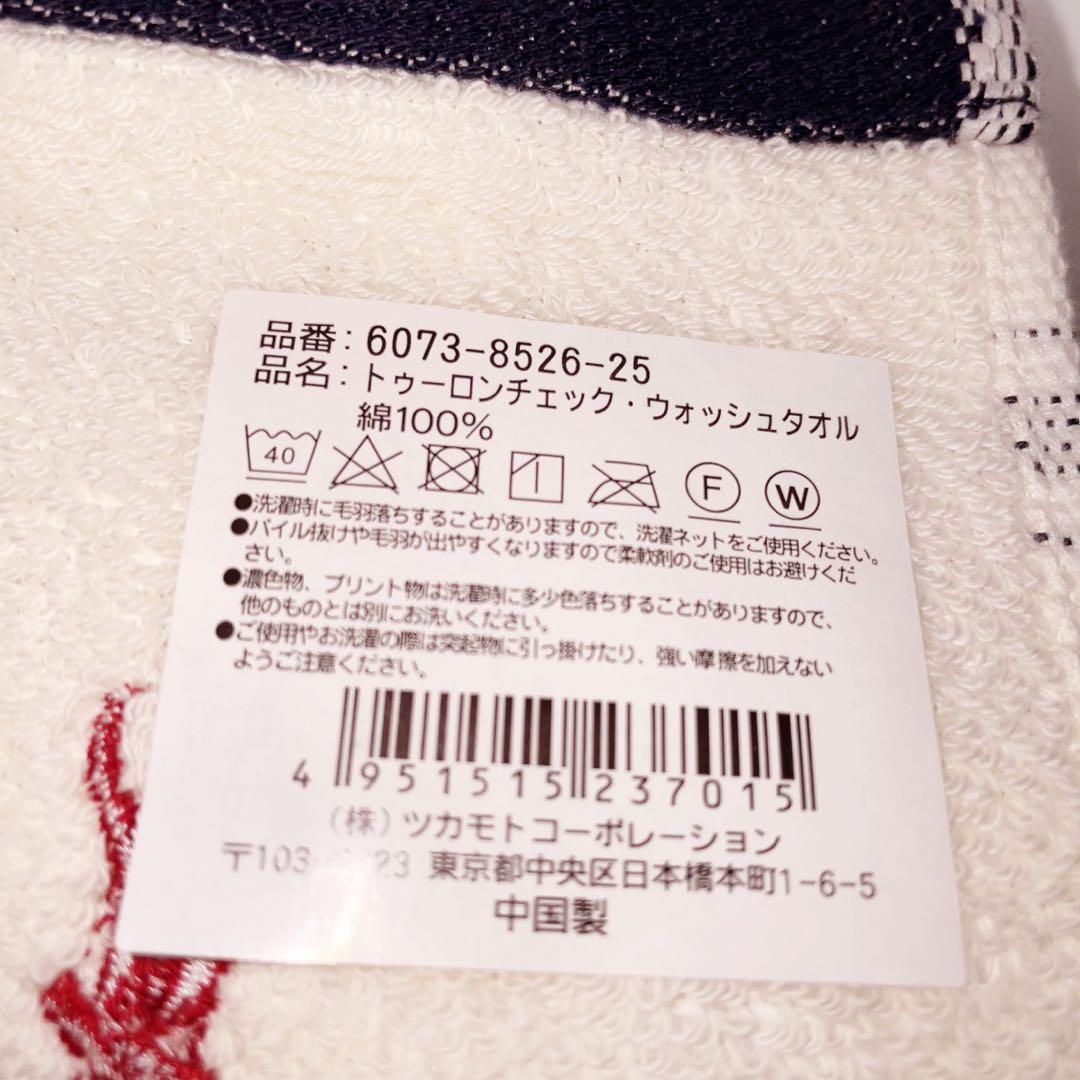 品番: 6073-8526-25
品名: トゥーロンチェック・ウォッシュタオル
綿100%
40 F W
●洗濯時に毛羽落ちすることがありますので、洗濯ネットをご使用ください。
●パイル抜けや毛羽が出やすくなりますので柔軟剤のご使用はお避けくだ
さい。
●濃色物、プリント物は洗濯時に多少色落ちすることがありますので、
他のものとは別にお洗いください。
●ご使用やお洗濯の際は突起物に引っ掛けたり、強い摩擦を加えない
ようご注意ください。
4 951515 237015
(株)ツカモトコーポレーション
東京都中央区日本橋本町1-6-5
中国製